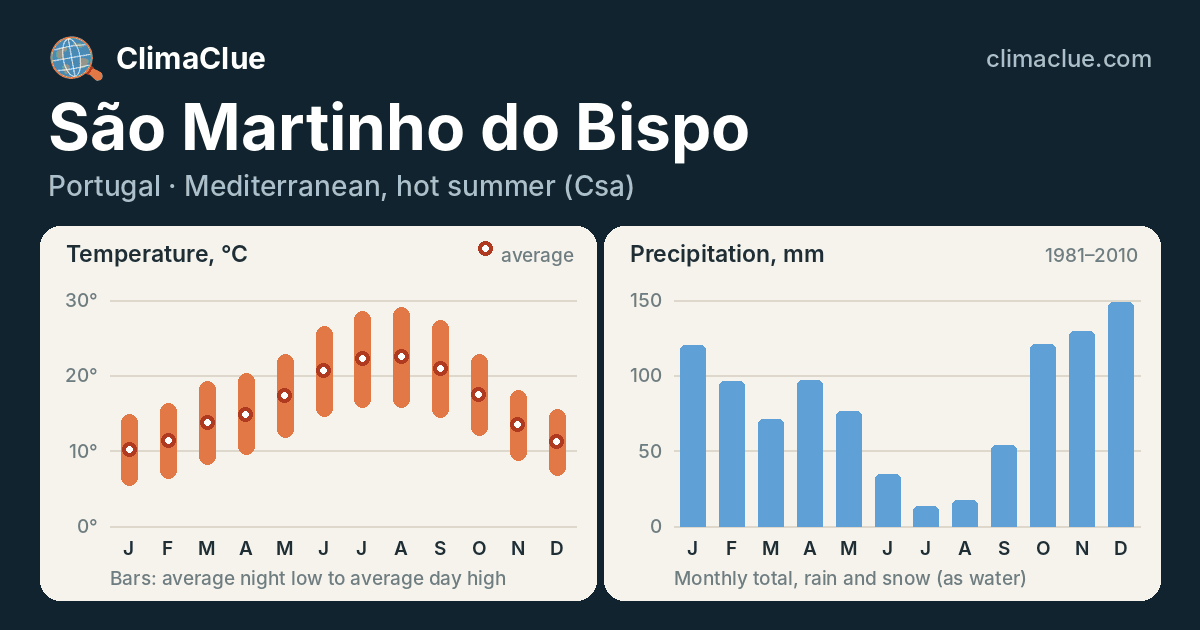 ClimaClue
climaclue.com
São Martinho do Bispo
Portugal · Mediterranean, hot summer (Csa)
Temperature, °C
average
30°
20°
10°
0°
J F M A M J J A S O N D
Bars: average night low to average day high
Precipitation, mm
1981–2010
150
100
50
0
J F M A M J J A S O N D
Monthly total, rain and snow (as water)